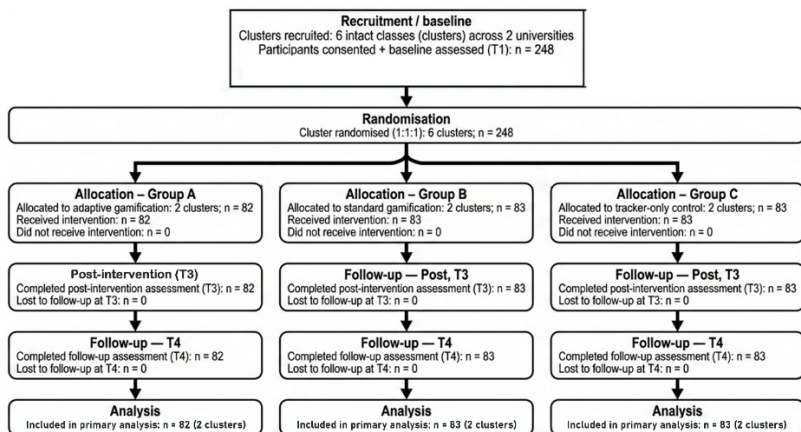 Recruitment / baseline
Clusters recruited: 6 intact classes (clusters) across 2 universities
Participants consented + baseline assessed (T1): n = 248
Randomisation
Cluster randomised (1:1:1): 6 clusters; n = 248
Allocation – Group A
Allocated to adaptive gamification: 2 clusters; n = 82
Received intervention: n = 82
Did not receive intervention: n = 0
Allocation – Group B
Allocated to standard gamification: 2 clusters; n = 83
Received intervention: n = 83
Did not receive intervention: n = 0
Allocation – Group C
Allocated to tracker-only control: 2 clusters; n = 83
Received intervention: n = 83
Did not receive intervention: n = 0
Post-intervention (T3)
Completed post-intervention assessment (T3): n = 82
Lost to follow-up at T3: n = 0
Follow-up — Post, T3
Completed post-intervention assessment (T3): n = 83
Lost to follow-up at T3: n = 0
Follow-up — Post, T3
Completed post-intervention assessment (T3): n = 83
Lost to follow-up at T3: n = 0
Follow-up — T4
Completed follow-up assessment (T4): n = 82
Lost to follow-up at T4: n = 0
Follow-up — T4
Completed follow-up assessment (T4): n = 83
Lost to follow-up at T4: n = 0
Follow-up — T4
Completed follow-up assessment (T4): n = 83
Lost to follow-up at T4: n = 0
Analysis
Included in primary analysis: n = 82 (2 clusters)
Analysis
Included in primary analysis: n = 83 (2 clusters)
Analysis
Included in primary analysis: n = 83 (2 clusters)